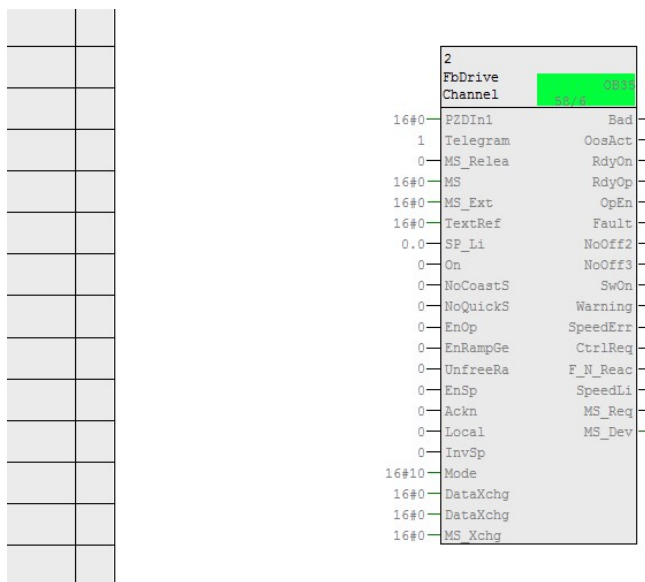 2
FbDrive
Channel
OB35
58/6
16#0 PZDIn1 Bad
1 Telegram OosAct
0 MS_Relea RdyOn
16#0 MS RdyOp
16#0 MS_Ext OpEn
16#0 TextRef Fault
0.0 SP_Li NoOff2
0 On NoOff3
0 NoCoastS SwOn
0 NoQuickS Warning
0 EnOp SpeedErr
0 EnRampGe CtrlReq
0 UnfreeRa F_N_Reac
0 EnSp SpeedLi
0 Ackn MS_Req
0 Local MS_Dev
0 InvSp
16#10 Mode
16#0 DataXchg
16#0 DataXchg
16#0 MS_Xchg